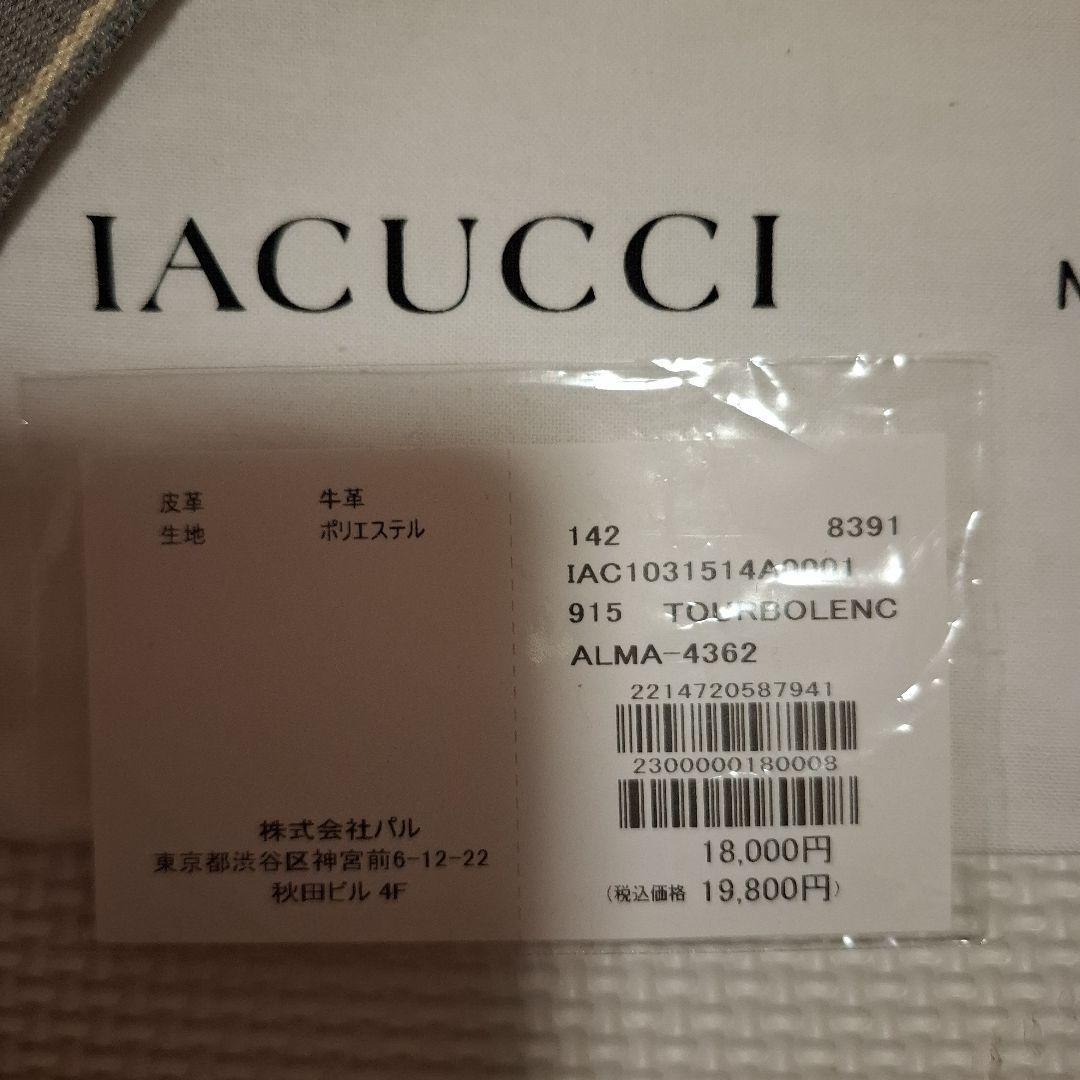 IACUCCI
皮革 牛革
生地 ポリエステル
142 8391
IAC1031514A0001
915 TOURBOLENC
ALMA-4362
2214720587941
2300000180008
18,000円
(税込価格 19,800円)
株式会社パル
東京都渋谷区神宮前6-12-22
秋田ビル 4F